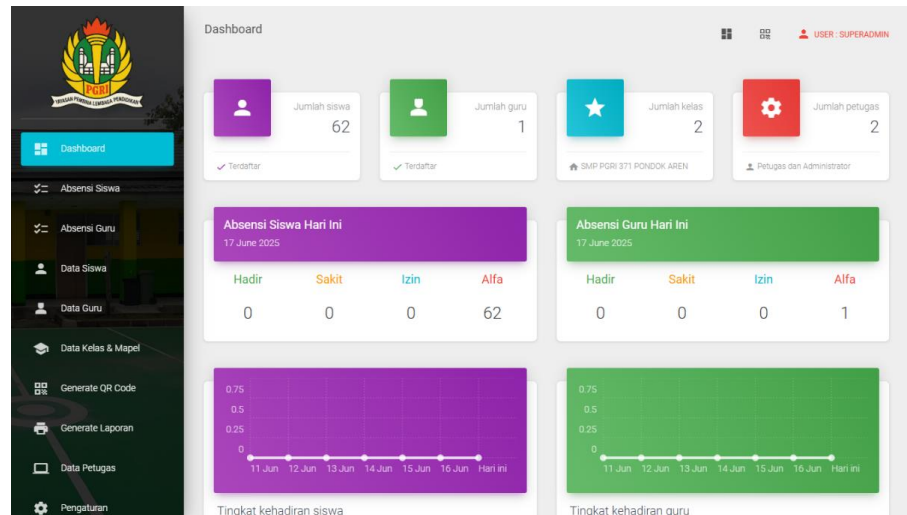 PGRI
YAYASAN PEMBINA LEMBAGA PENDIDIKAN
Dashboard
Absensi Siswa
Absensi Guru
Data Siswa
Data Guru
Data Kelas & Mapel
Generate QR Code
Generate Laporan
Data Petugas
Pengaturan
Dashboard
USER : SUPERADMIN
Jumlah siswa
62
Terdaftar
Jumlah guru
1
Terdaftar
Jumlah kelas
2
SMP PGRI 371 PONDOK AREN
Jumlah petugas
2
Petugas dan Administrator
Absensi Siswa Hari Ini
17 June 2025
Hadir Sakit Izin Alfa
0 0 0 62
Absensi Guru Hari Ini
17 June 2025
Hadir Sakit Izin Alfa
0 0 0 1
0.75
0.5
0.25
0
11 Jun 12 Jun 13 Jun 14 Jun 15 Jun 16 Jun Hari ini
Tingkat kehadiran siswa
0.75
0.5
0.25
0
11 Jun 12 Jun 13 Jun 14 Jun 15 Jun 16 Jun Hari ini
Tingkat kehadiran guru